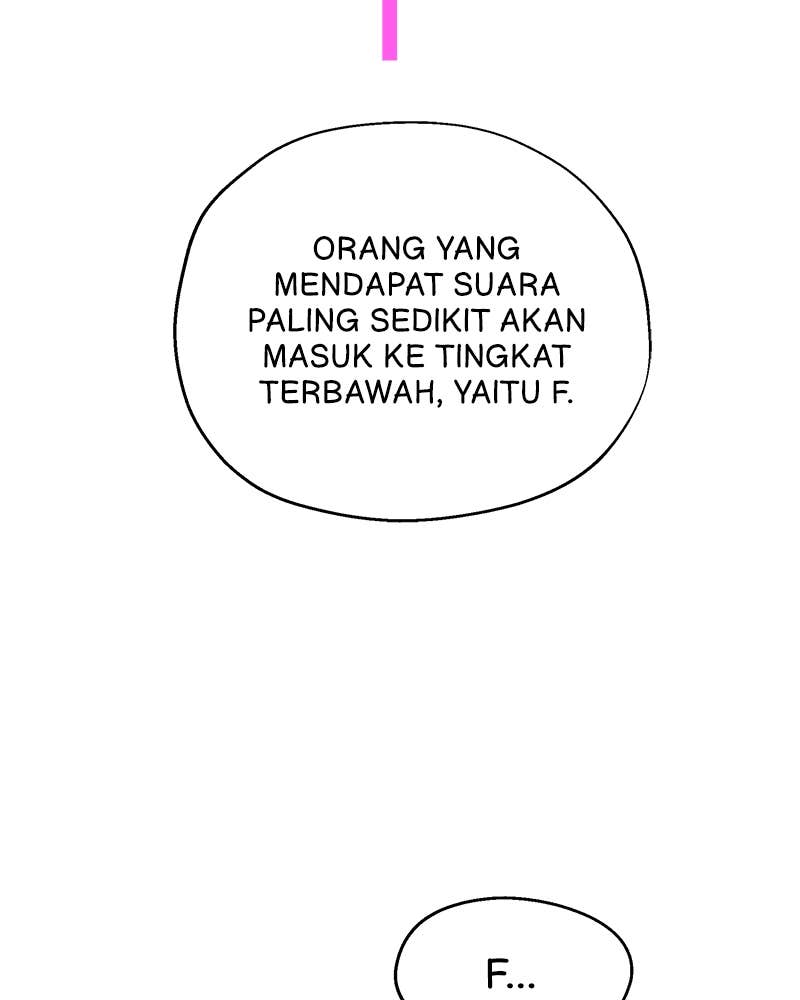 ORANG YANG
MENDAPAT SUARA
PALING SEDIKIT AKAN
MASUK KE TINGKAT
TERBAWAH, YAITU F.
F...